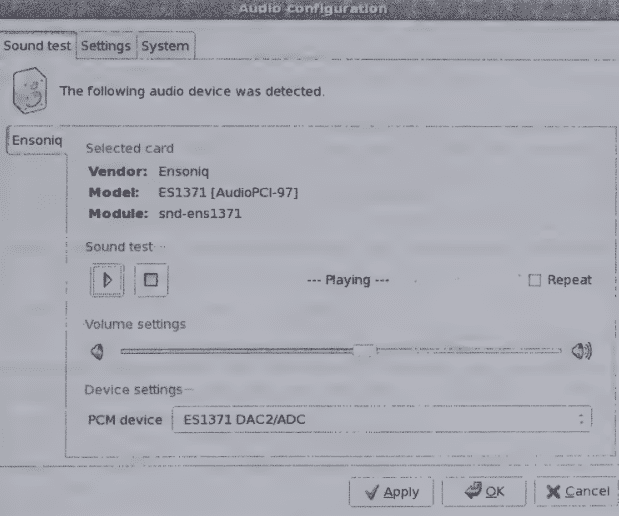 Audio configuration
Sound test Settings System
The following audio device was detected.
Ensoniq
Selected card
Vendor: Ensoniq
Model: ES1371 [AudioPCI-97]
Module: snd-ens1371
Sound test
--- Playing --- Repeat
Volume settings
Device settings
PCM device ES1371 DAC2/ADC
Apply OK Cancel